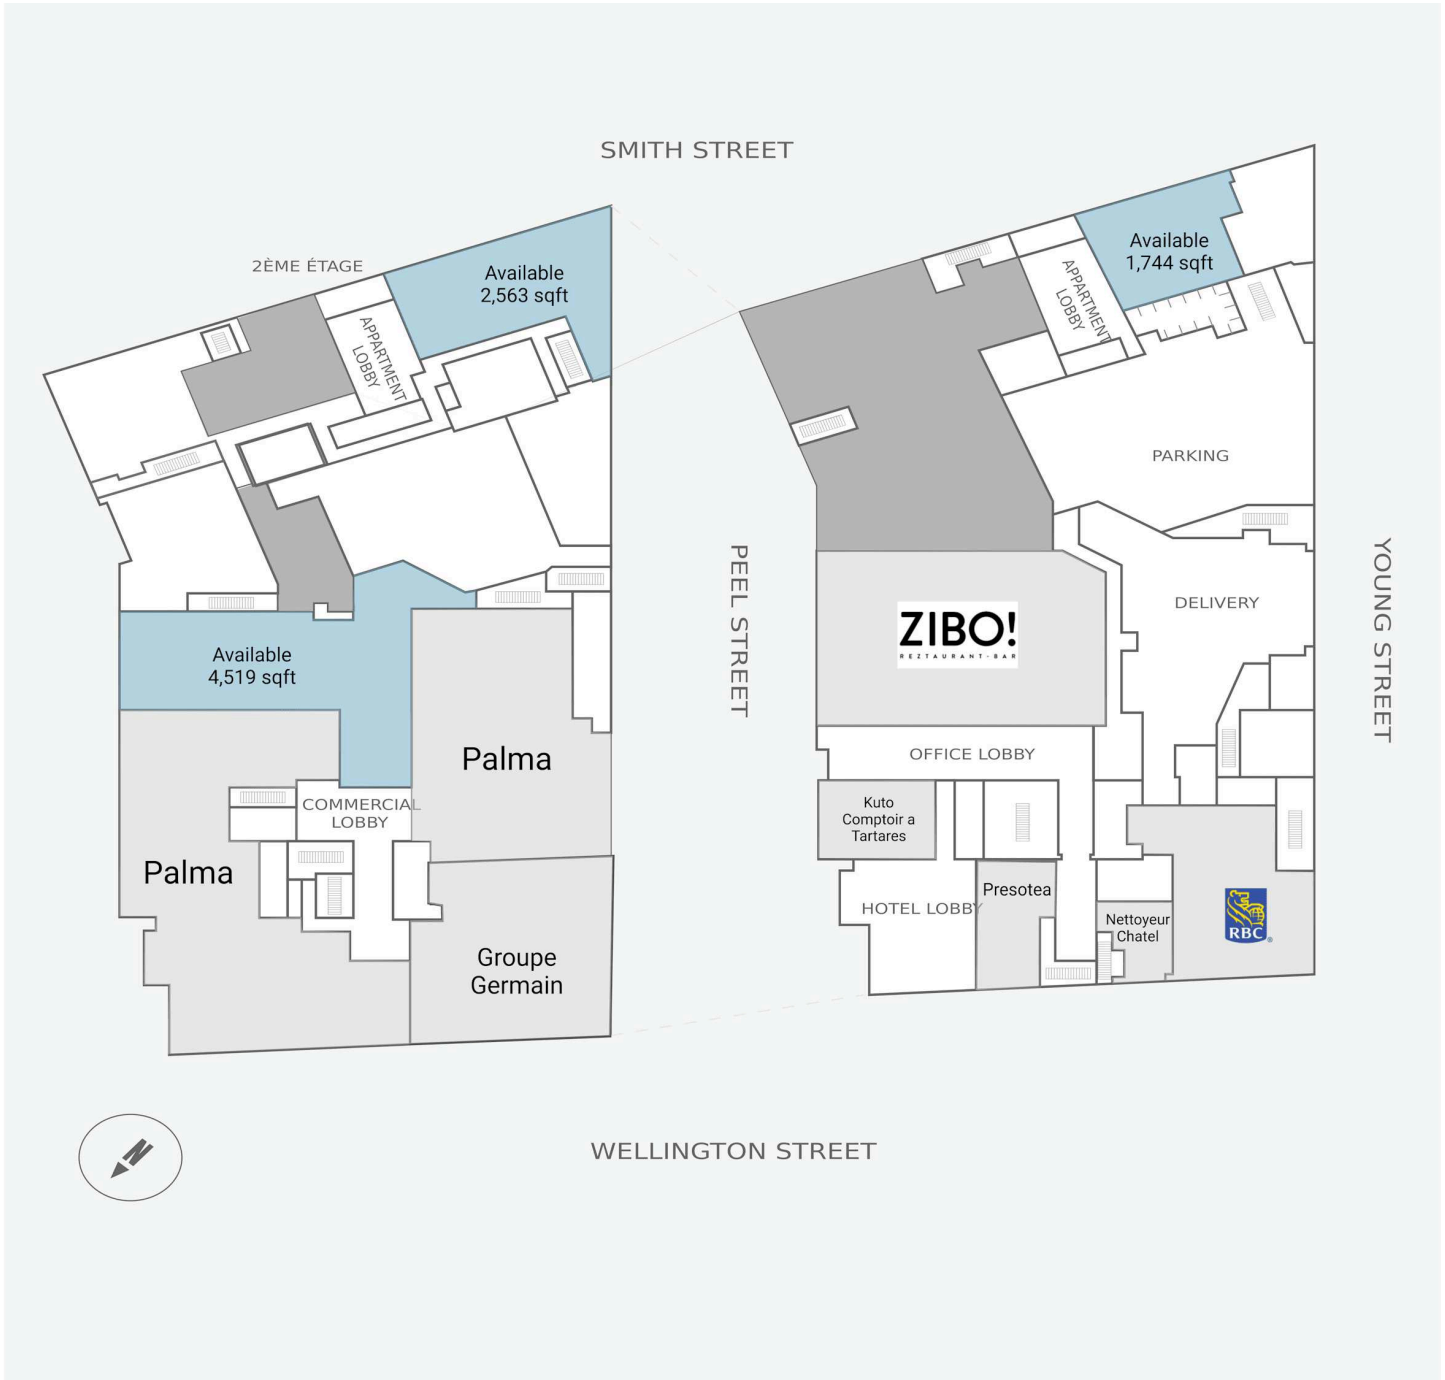 SMITH STREET
2ÈME ÉTAGE
Available
2,563 sqft
Available
1,744 sqft
APARTMENT
LOBBY
APARTMENT
LOBBY
PARKING
PEEL STREET
YOUNG STREET
DELIVERY
ZIBO!
REZTAURANT-BAR
Available
4,519 sqft
Palma
OFFICE LOBBY
COMMERCIAL
LOBBY
Kuto
Comptoir a
Tartares
Palma
Presotea
HOTEL LOBBY
Nettoyeur
Chatel
RBC
®
Groupe
Germain
N
WELLINGTON STREET